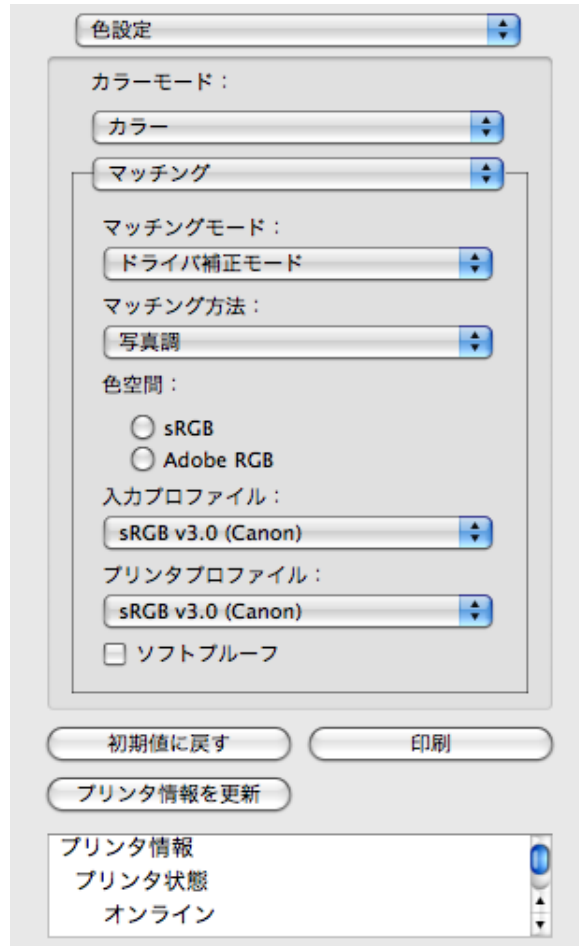 色設定
カラーモード：
カラー
マッチング
マッチングモード：
ドライバ補正モード
マッチング方法：
写真調
色空間：
sRGB
Adobe RGB
入力プロファイル：
sRGB v3.0 (Canon)
プリンタプロファイル：
sRGB v3.0 (Canon)
ソフトプルーフ
初期値に戻す 印刷
プリンタ情報を更新
プリンタ情報
プリンタ状態
オンライン